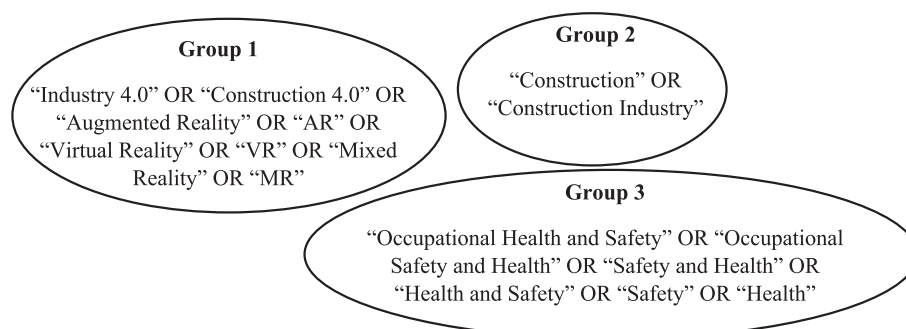 Group 1
“Industry 4.0” OR “Construction 4.0” OR
“Augmented Reality” OR “AR” OR
“Virtual Reality” OR “VR” OR “Mixed
Reality” OR “MR”
Group 2
“Construction” OR
“Construction Industry”
Group 3
“Occupational Health and Safety” OR “Occupational
Safety and Health” OR “Safety and Health” OR
“Health and Safety” OR “Safety” OR “Health”